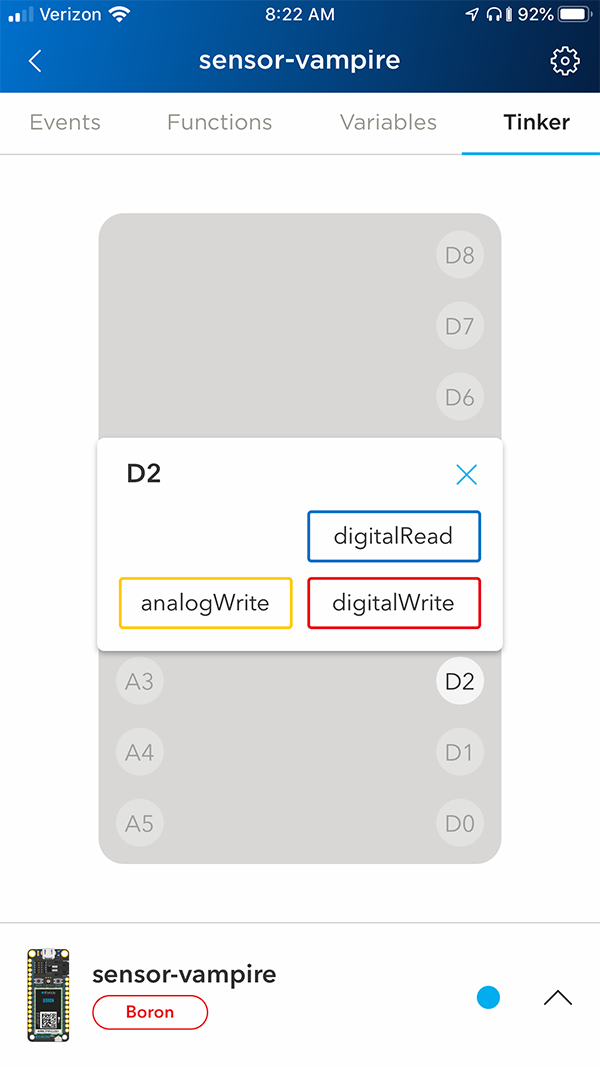 Verizon 8:22 AM 92%
sensor-vampire
Events Functions Variables Tinker
D8
D7
D6
D2
digitalRead
analogWrite digitalWrite
A3 D2
A4 D1
A5 D0
sensor-vampire
Boron